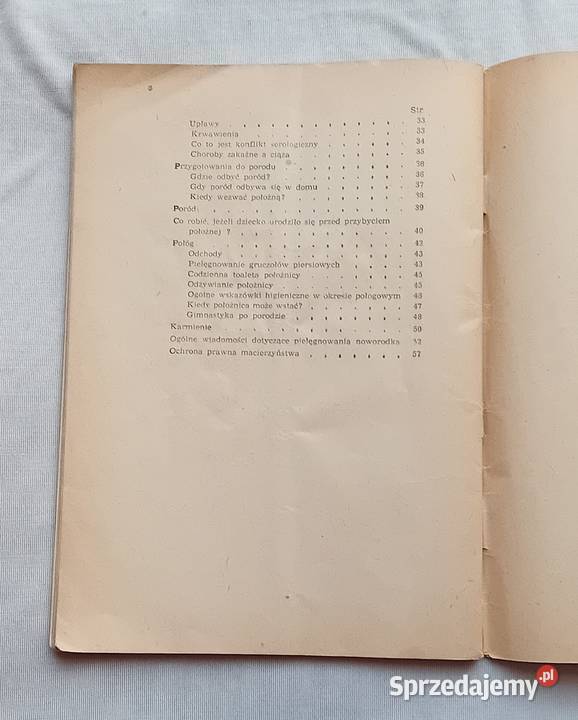 6
Str
Upławy . . . . . . . . . 33
Krwawienia . . . . . . . . 33
Co to jest konflikt serologiczny . . . . . . 34
Choroby zakaźne a ciąża . . . . . . . 35
Przygotowania do porodu . . . . . . . . 36
Gdzie odbyć poród? . . . . . . . . 36
Gdy poród odbywa się w domu . . . . . . 37
Kiedy wezwać położną? . . . . . . . 38
Poród . . . . . . . . . . . 39
Co robić, jeżeli dziecko urodziło się przed przybyciem
położnej ? . . . . . . . . . 40
Połóg . . . . . . . . . . . 42
Odchody . . . . . . . . . 43
Pielęgnowanie gruczołów piersiowych . . . . 43
Codzienna toaleta położnicy . . . . . . 45
Odżywianie położnicy . . . . . . . 45
Ogólne wskazówki higieniczne w okresie połogowym 46
Kiedy położnica może wstać? . . . . . . 47
Gimnastyka po porodzie . . . . . . . 48
Karmienie . . . . . . . . . . 50
Ogólne wiadomości dotyczące pielęgnowania noworodka 52
Ochrona prawna macierzyństwa . . . . . . . 57
Sprzedajemy.pl